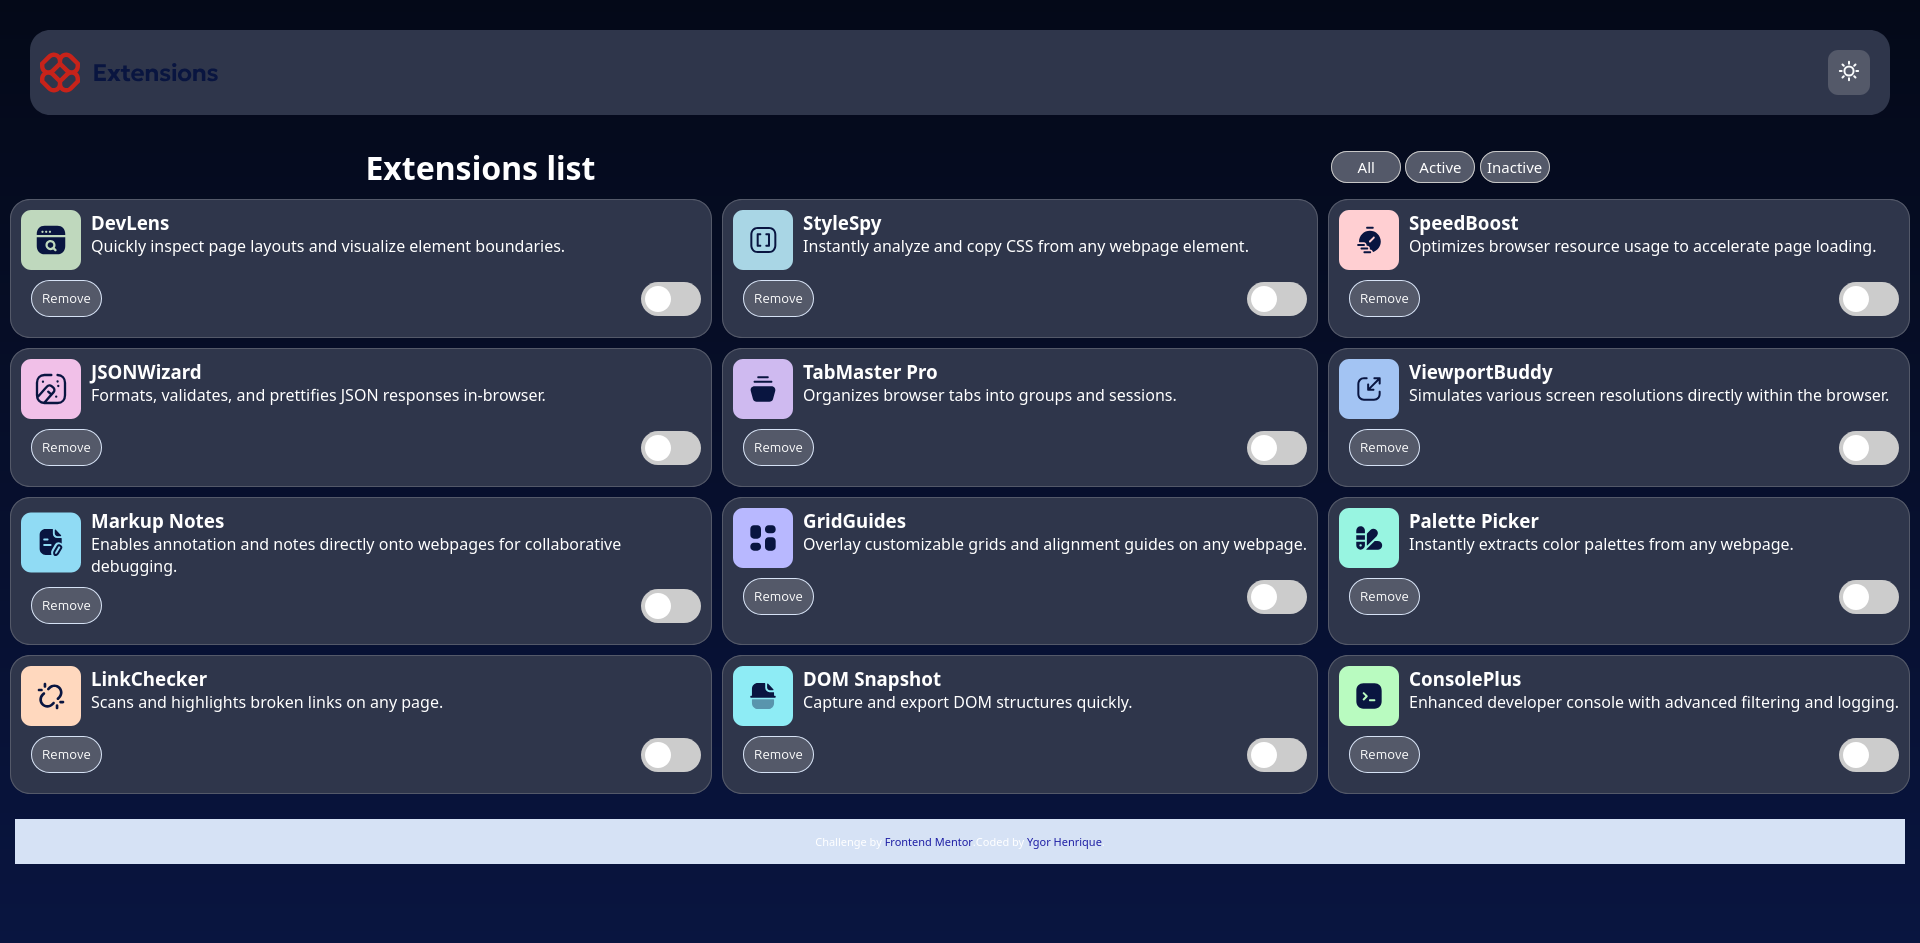 Extensions
Extensions list
All
Active
Inactive
DevLens
Quickly inspect page layouts and visualize element boundaries.
Remove
StyleSpy
Instantly analyze and copy CSS from any webpage element.
Remove
SpeedBoost
Optimizes browser resource usage to accelerate page loading.
Remove
JSONWizard
Formats, validates, and prettifies JSON responses in-browser.
Remove
TabMaster Pro
Organizes browser tabs into groups and sessions.
Remove
ViewportBuddy
Simulates various screen resolutions directly within the browser.
Remove
Markup Notes
Enables annotation and notes directly onto webpages for collaborative
debugging.
Remove
GridGuides
Overlay customizable grids and alignment guides on any webpage.
Remove
Palette Picker
Instantly extracts color palettes from any webpage.
Remove
LinkChecker
Scans and highlights broken links on any page.
Remove
DOM Snapshot
Capture and export DOM structures quickly.
Remove
ConsolePlus
Enhanced developer console with advanced filtering and logging.
Remove
Challenge by Frontend Mentor Coded by Ygor Henrique